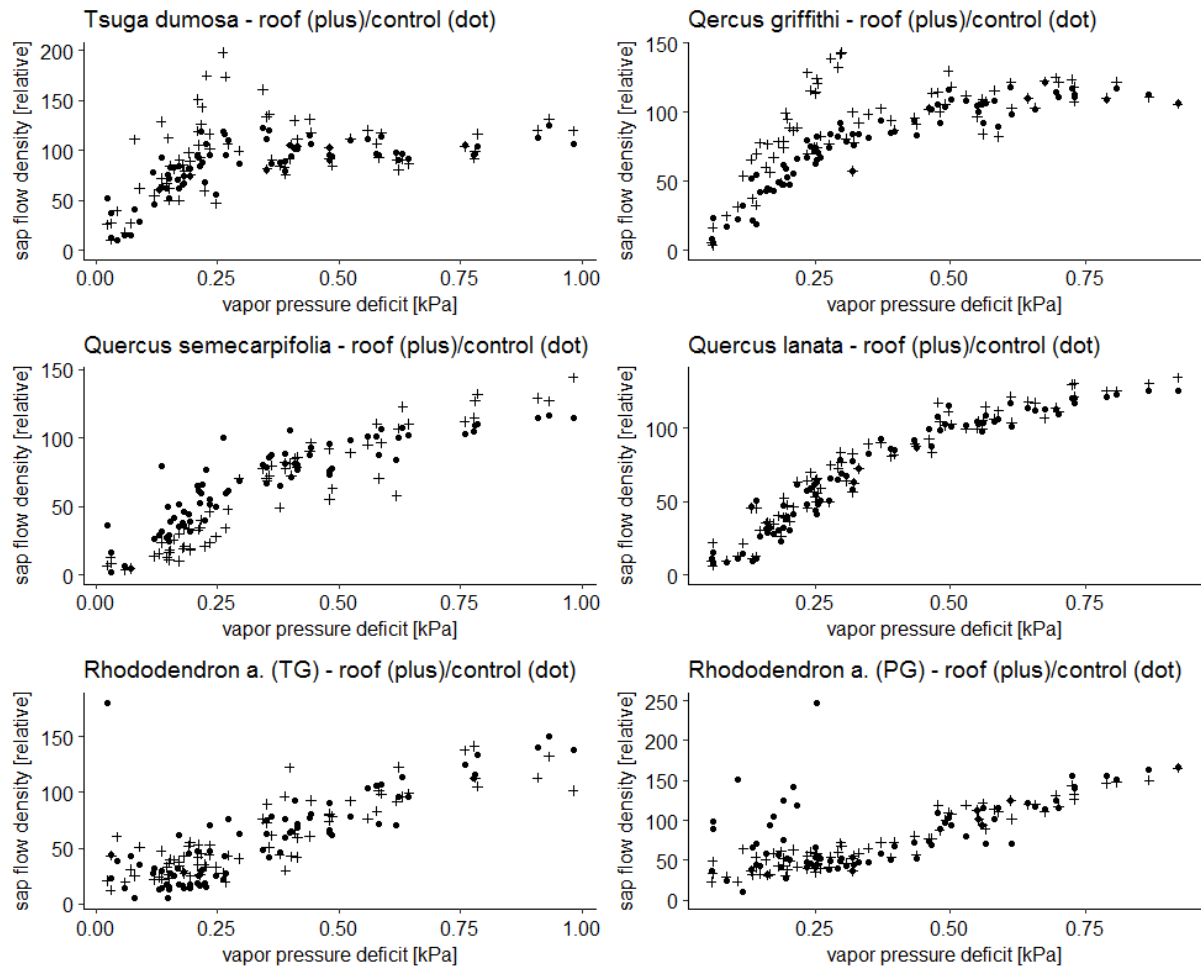 Tsuga dumosa - roof (plus)/control (dot)
sap flow density [relative]
200
150
100
50
0
0.00 0.25 0.50 0.75 1.00
vapor pressure deficit [kPa]
Qercus griffithi - roof (plus)/control (dot)
sap flow density [relative]
150
100
50
0
0.25 0.50 0.75
vapor pressure deficit [kPa]
Quercus semecarpifolia - roof (plus)/control (dot)
sap flow density [relative]
150
100
50
0
0.00 0.25 0.50 0.75 1.00
vapor pressure deficit [kPa]
Quercus lanata - roof (plus)/control (dot)
sap flow density [relative]
100
50
0
0.25 0.50 0.75
vapor pressure deficit [kPa]
Rhododendron a. (TG) - roof (plus)/control (dot)
sap flow density [relative]
150
100
50
0
0.00 0.25 0.50 0.75 1.00
vapor pressure deficit [kPa]
Rhododendron a. (PG) - roof (plus)/control (dot)
sap flow density [relative]
250
200
150
100
50
0
0.25 0.50 0.75
vapor pressure deficit [kPa]